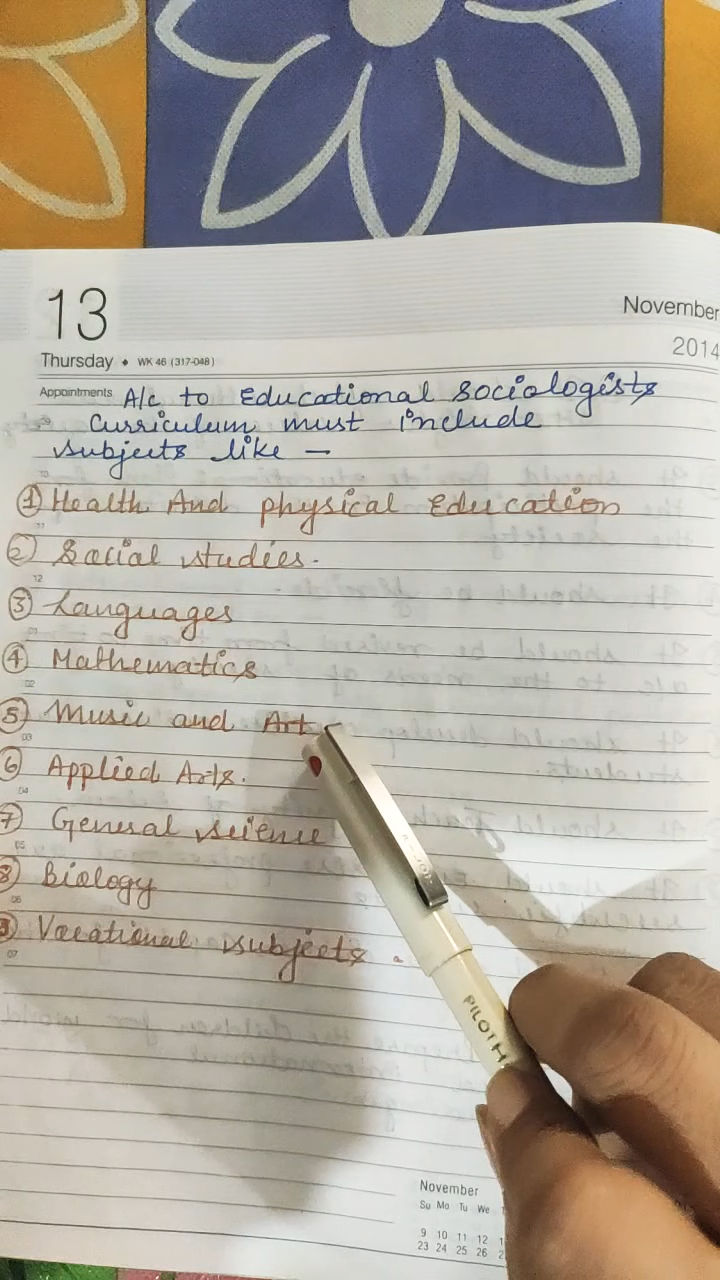 13
November
2014
Thursday ♦ WK 46 (317-048)
Appointments A/c to Educational Sociologists
Curriculum must include
subjects like —
① Health And physical Education
② Social studies.
③ Languages
④ Mathematics
⑤ Music and Art
⑥ Applied Arts.
⑦ General science
⑧ Biology
⑨ Vocational subjects.
PILOT H
November
Su Mo Tu We
9 10 11 12
23 24 25 26